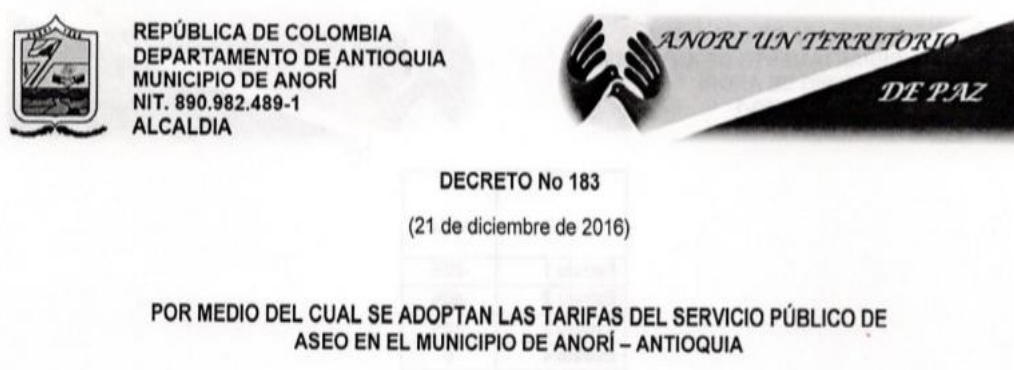 REPÚBLICA DE COLOMBIA
DEPARTAMENTO DE ANTIOQUIA
MUNICIPIO DE ANORÍ
NIT. 890.982.489-1
ALCALDIA
ANORI UN TERRITORIO
DE PAZ
DECRETO No 183
(21 de diciembre de 2016)
POR MEDIO DEL CUAL SE ADOPTAN LAS TARIFAS DEL SERVICIO PÚBLICO DE
ASEO EN EL MUNICIPIO DE ANORÍ – ANTIOQUIA